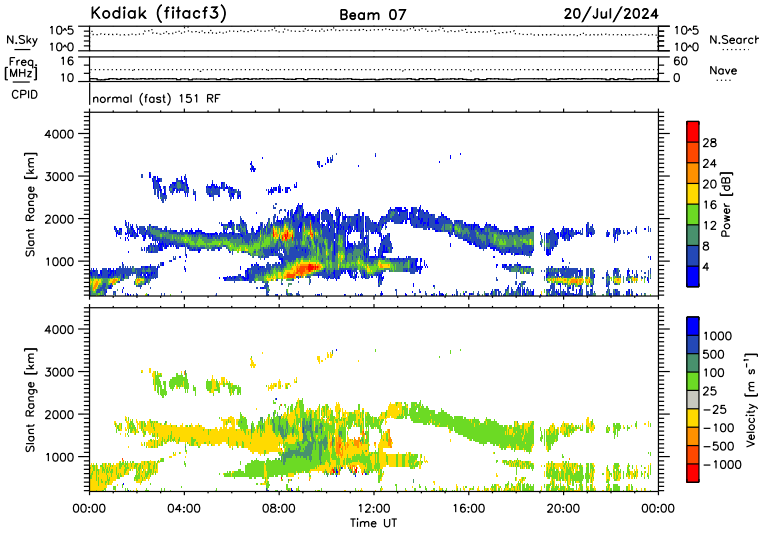 Kodiak (fitacf3) Beam 07 20/Jul/2024
N.Sky 10^5 10^0 10^5 10^0 N.Search
Freq. [MHz] 16 10 60 0 Nave
CPID normal (fast) 151 RF
Slant Range [km]
4000
3000
2000
1000
28
24
20
16
12
8
4
Power [dB]
Slant Range [km]
4000
3000
2000
1000
1000
500
100
25
-25
-100
-500
-1000
Velocity [m s⁻¹]
00:00 04:00 08:00 12:00 16:00 20:00 00:00
Time UT